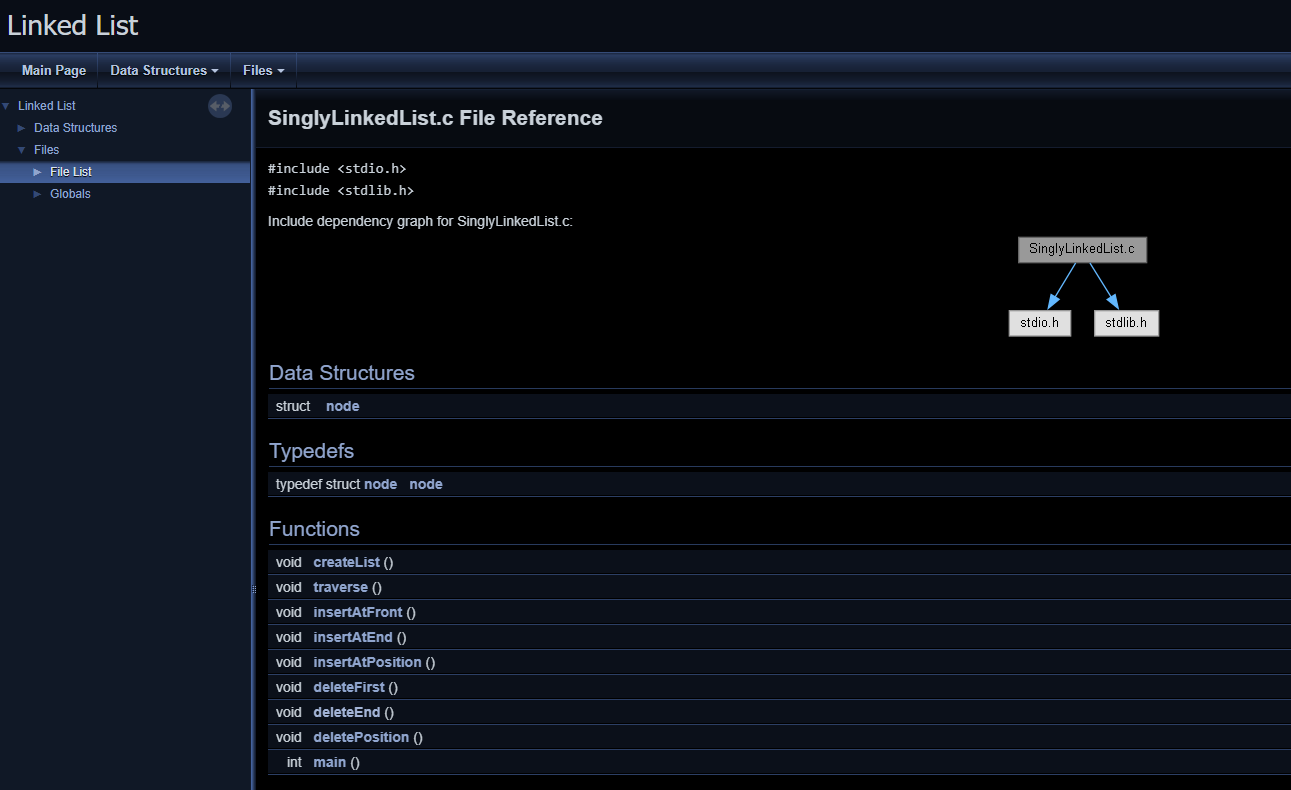 Linked List
Main Page Data Structures Files
Linked List
Data Structures
Files
File List
Globals
SinglyLinkedList.c File Reference
#include <stdio.h>
#include <stdlib.h>
Include dependency graph for SinglyLinkedList.c:
SinglyLinkedList.c
stdio.h stdlib.h
Data Structures
struct node
Typedefs
typedef struct node node
Functions
void createList ()
void traverse ()
void insertAtFront ()
void insertAtEnd ()
void insertAtPosition ()
void deleteFirst ()
void deleteEnd ()
void deletePosition ()
int main ()